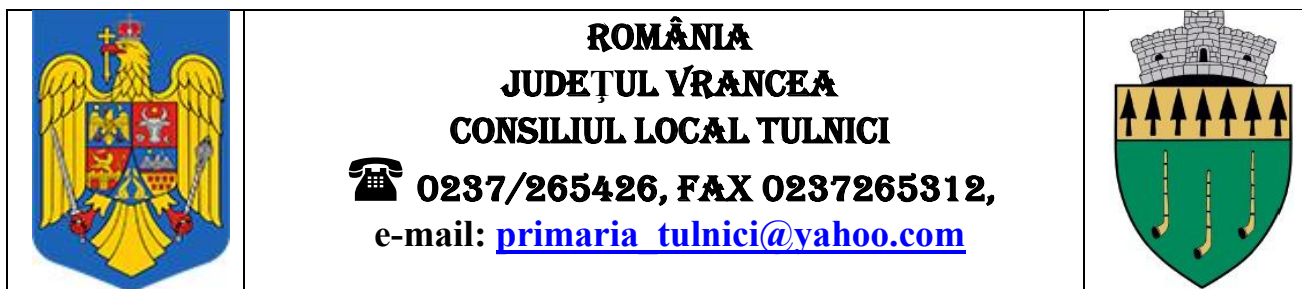 ROMÂNIA
JUDEŢUL VRANCEA
CONSILIUL LOCAL TULNICI
☎ 0237/265426, FAX 0237265312,
e-mail: primaria_tulnici@yahoo.com